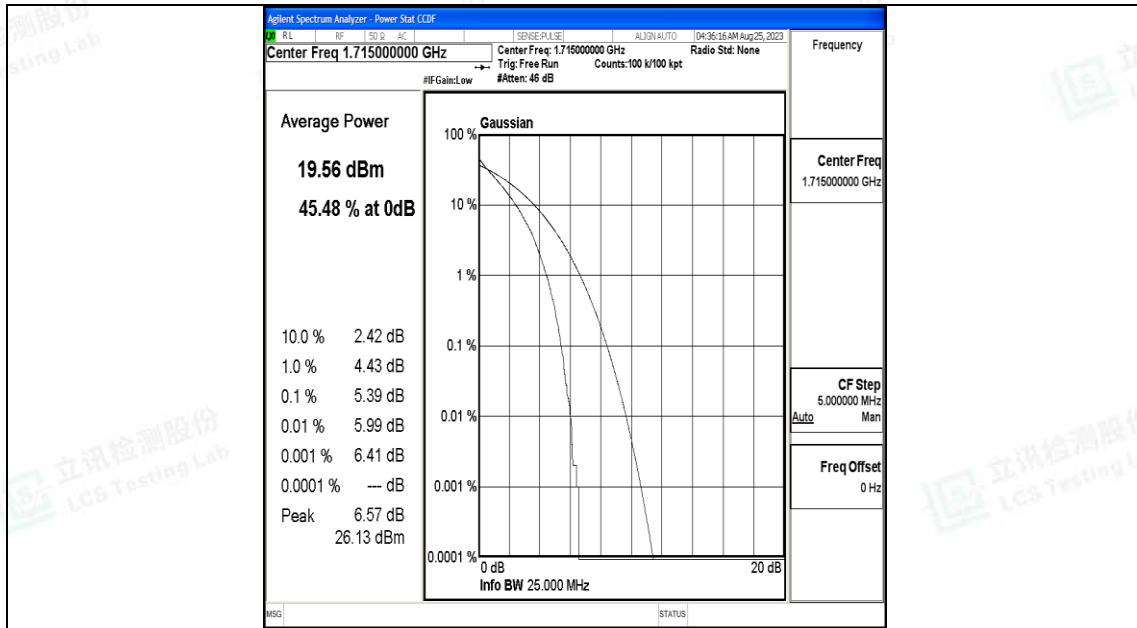 Agilent Spectrum Analyzer - Power Stat CCDF
LXI RL RF 50 Ω AC SENSE:PULSE ALIGN AUTO 04:36:16 AM Aug 25, 2023
Center Freq 1.715000000 GHz
Center Freq: 1.715000000 GHz Radio Std: None
Trig: Free Run Counts:100 k/100 kpt
#IFGain:Low #Atten: 46 dB
Frequency
Average Power
19.56 dBm
45.48 % at 0dB
10.0 % 2.42 dB
1.0 % 4.43 dB
0.1 % 5.39 dB
0.01 % 5.99 dB
0.001 % 6.41 dB
0.0001 % --- dB
Peak 6.57 dB
26.13 dBm
Gaussian
100 %
10 %
1 %
0.1 %
0.01 %
0.001 %
0.0001 %
0 dB 20 dB
Info BW 25.000 MHz
Center Freq
1.715000000 GHz
CF Step
5.000000 MHz
Auto Man
Freq Offset
0 Hz
MSG STATUS
立讯检测股份
LCS Testing Lab